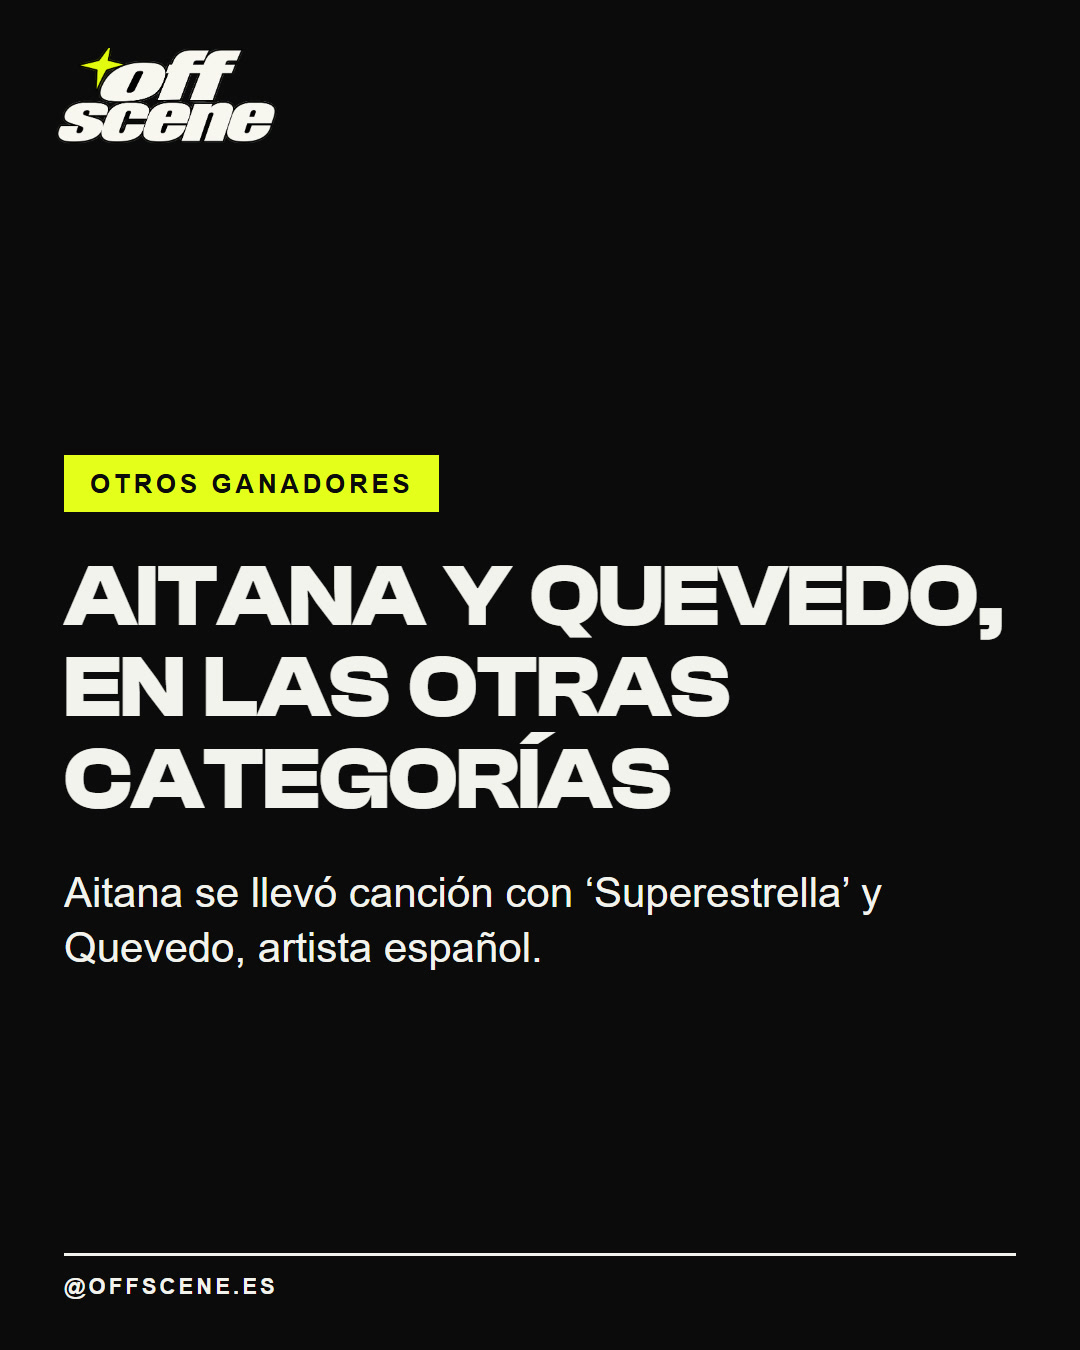 off
scene
OTROS GANADORES
AITANA Y QUEVEDO,
EN LAS OTRAS
CATEGORÍAS
Aitana se llevó canción con ‘Superestrella’ y
Quevedo, artista español.
@OFFSCENE.ES